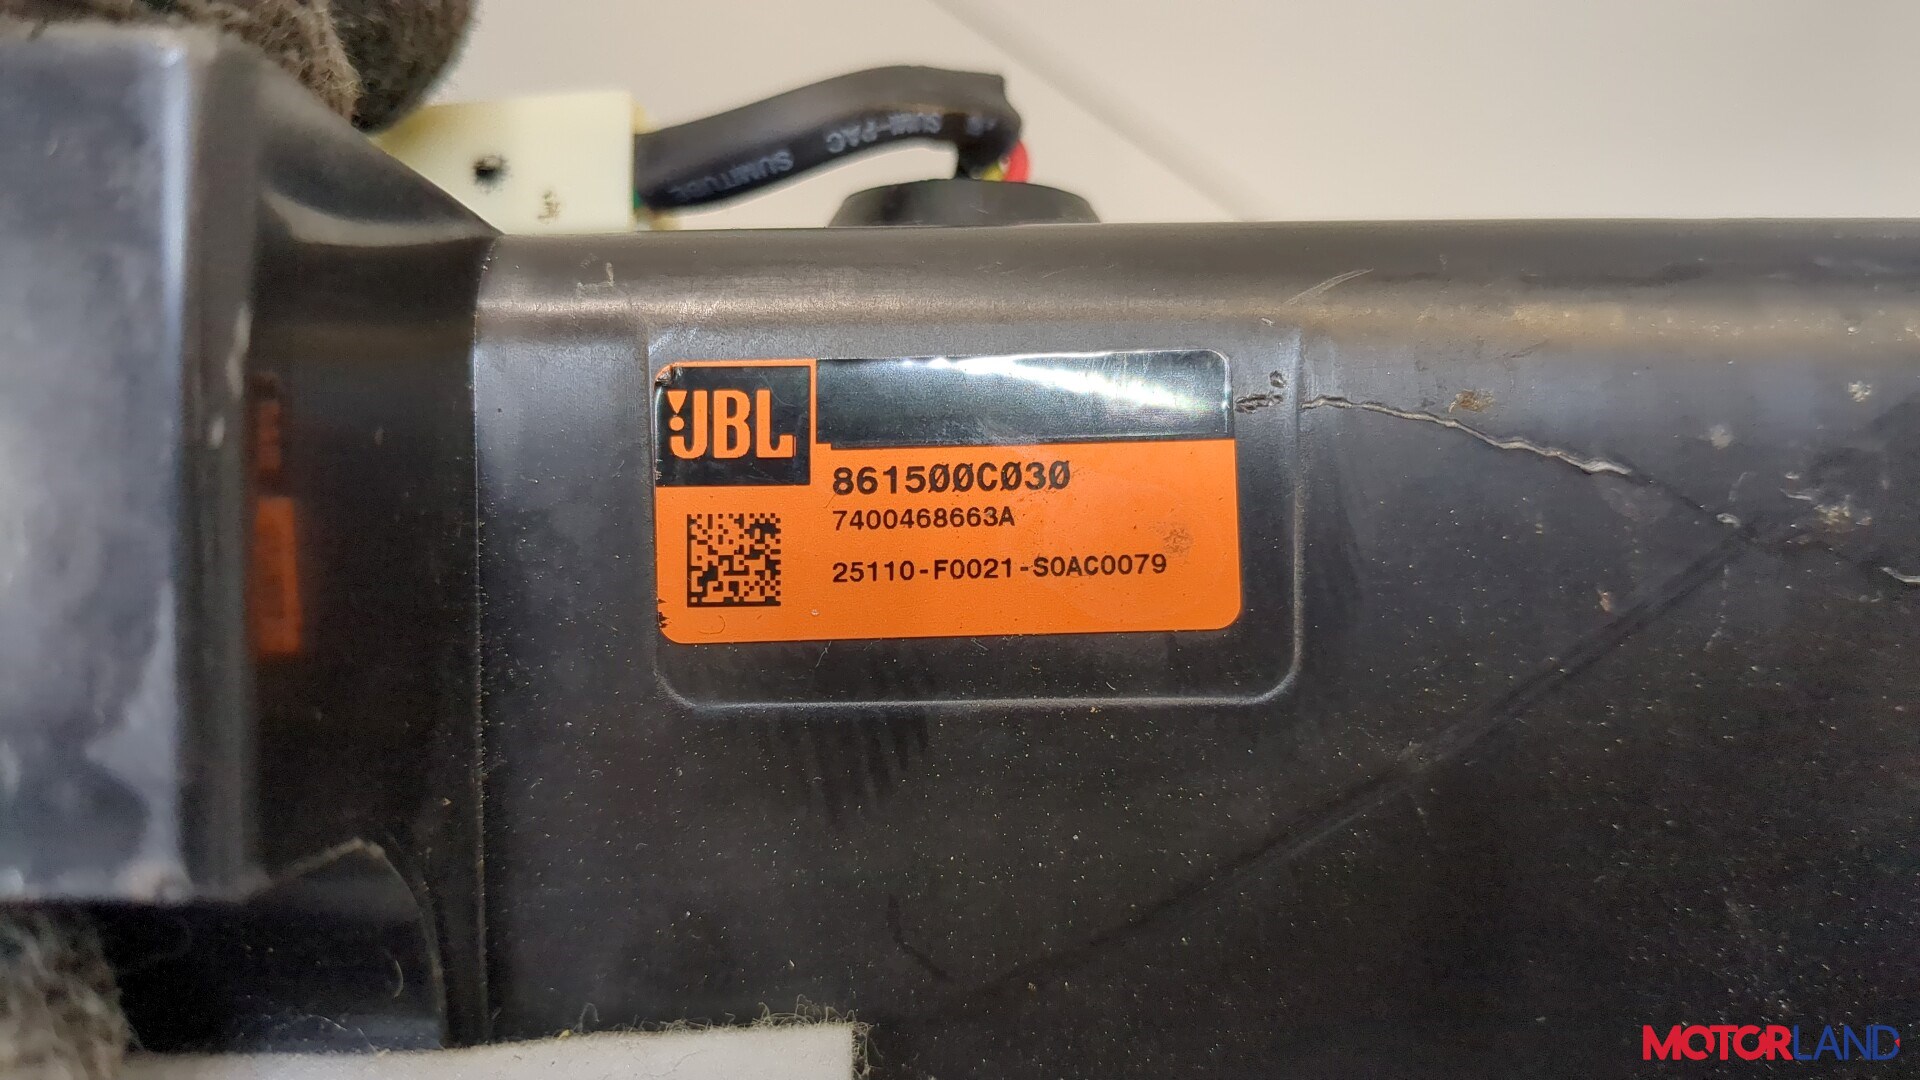 SUMITUBE
SUMI-PAC
JBL
861500C030
7400468663A
25110-F0021-S0AC0079
MOTORLAND